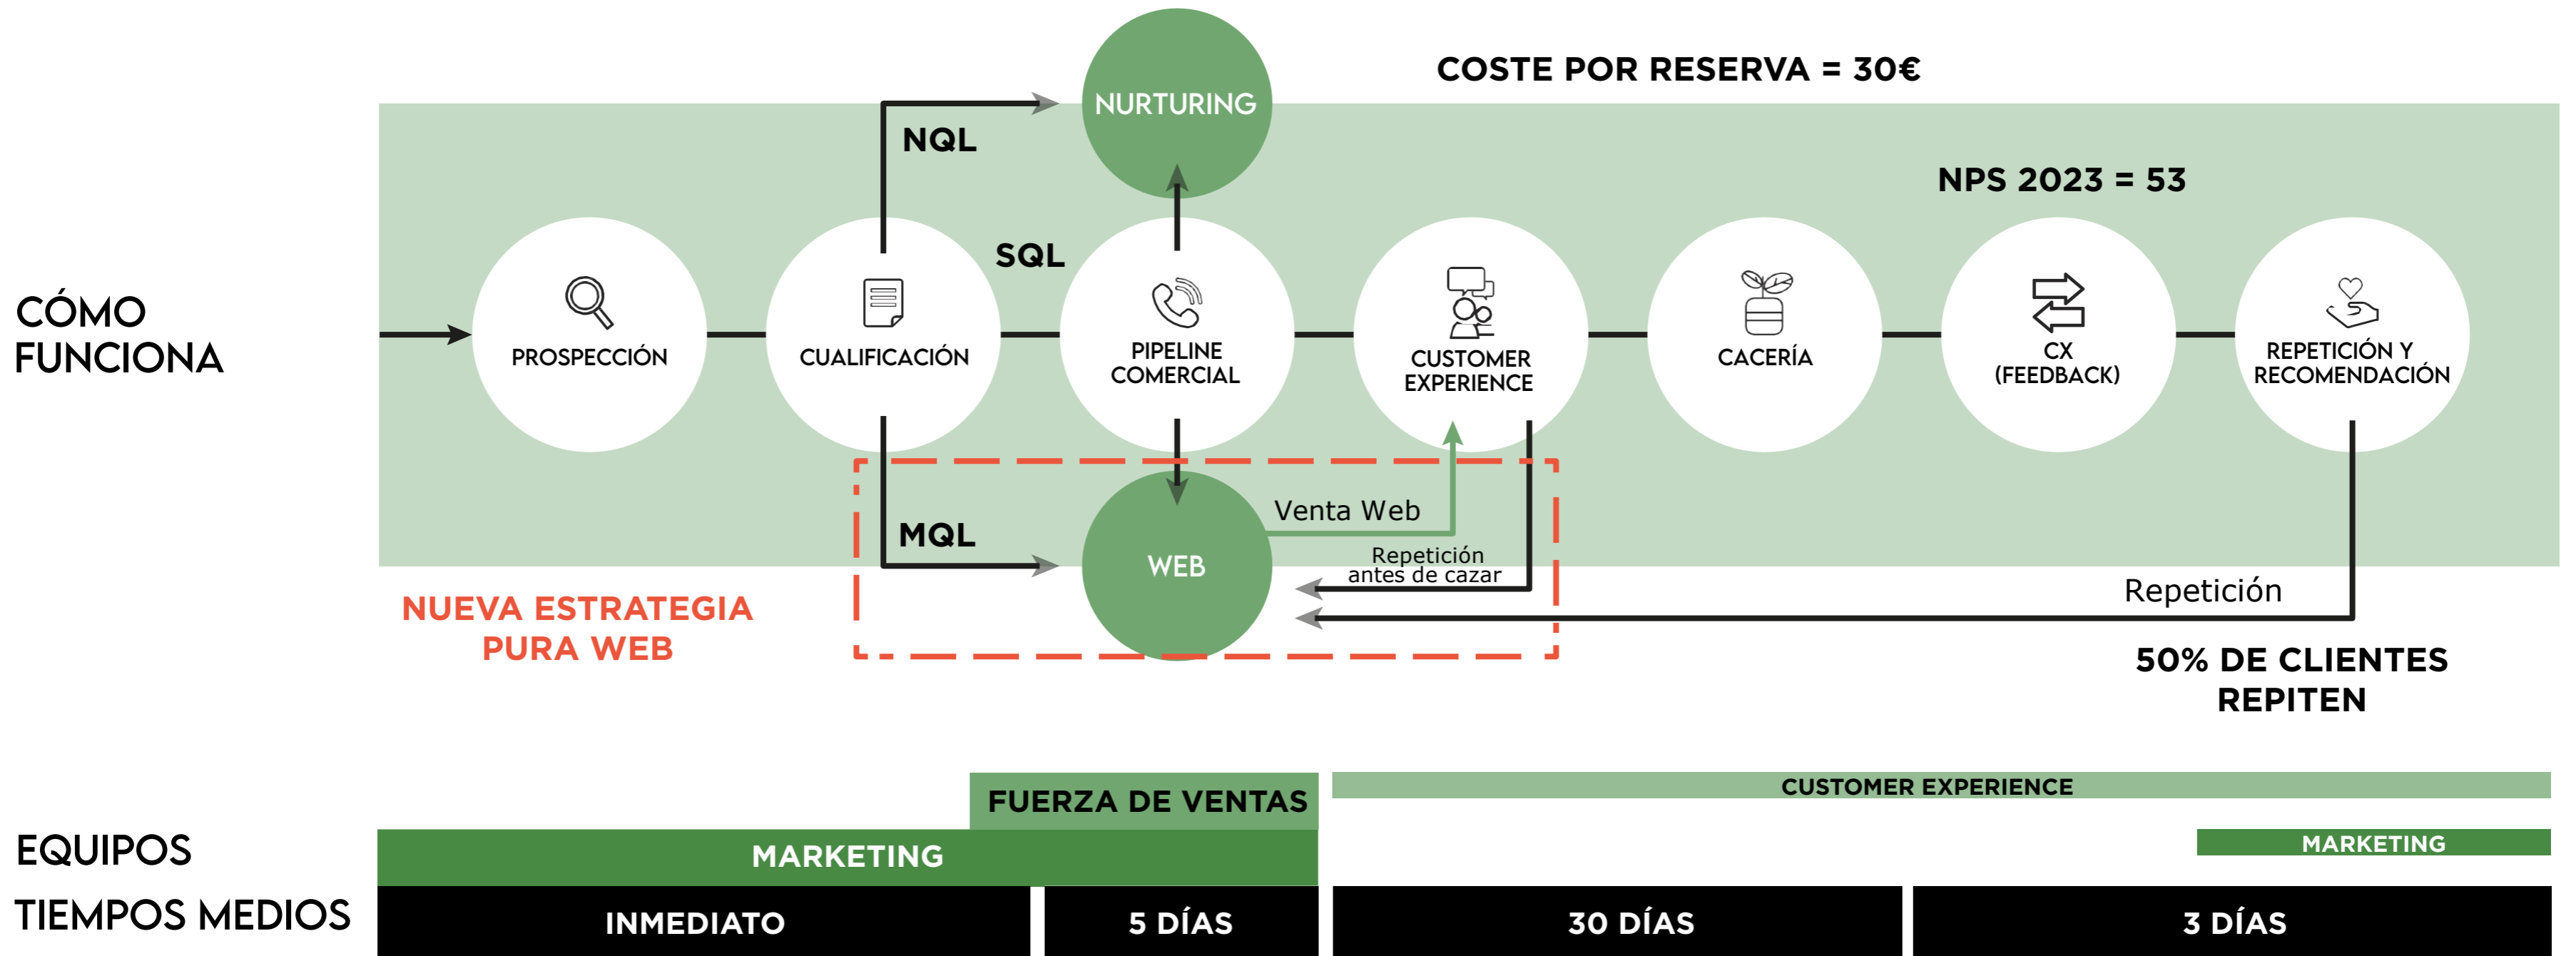 COSTE POR RESERVA = 30€
NURTURING
NQL
NPS 2023 = 53
SQL
CÓMO
FUNCIONA
PROSPECCIÓN
CUALIFICACIÓN
PIPELINE
COMERCIAL
CUSTOMER
EXPERIENCE
CACERÍA
CX
(FEEDBACK)
REPETICIÓN Y
RECOMENDACIÓN
Venta Web
MQL
WEB
Repetición
antes de cazar
Repetición
NUEVA ESTRATEGIA
PURA WEB
50% DE CLIENTES
REPITEN
FUERZA DE VENTAS
CUSTOMER EXPERIENCE
EQUIPOS
MARKETING
MARKETING
TIEMPOS MEDIOS
INMEDIATO
5 DÍAS
30 DÍAS
3 DÍAS